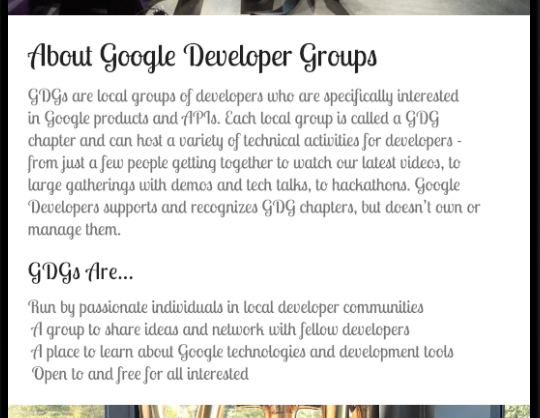 About Google Developer Groups
GDGs are local groups of developers who are specifically interested
in Google products and APIs. Each local group is called a GDG
chapter and can host a variety of technical activities for developers -
from just a few people getting together to watch our latest videos, to
large gatherings with demos and tech talks, to hackathons. Google
Developers supports and recognizes GDG chapters, but doesn't own or
manage them.
GDGs Are...
Run by passionate individuals in local developer communities
A group to share ideas and network with fellow developers
A place to learn about Google technologies and development tools
Open to and free for all interested